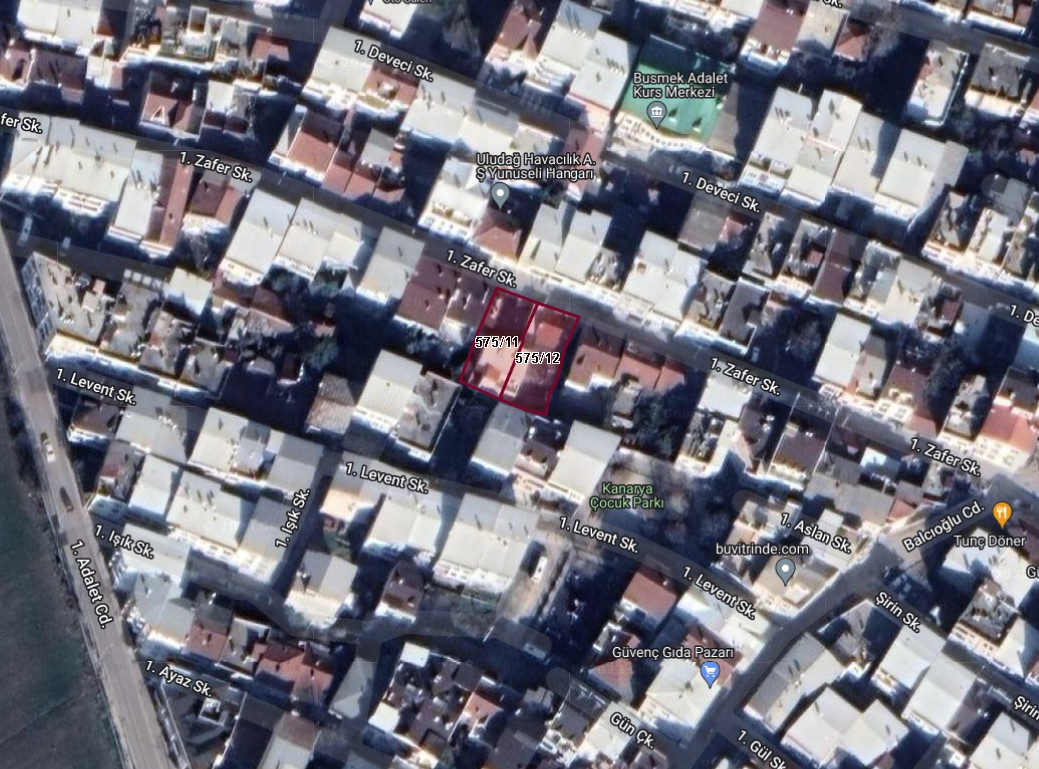 Sk.
1. Deveci Sk.
Busmek Adalet
Kurs Merkezi
fer Sk.
1. Zafer Sk.
Uludağ Havacılık A.
Ş Yunuseli Hangarı
1. Deveci Sk.
1. Zafer Sk.
1. De
575/11
575/12
1. Levent Sk.
1. Zafer Sk.
1. Zafer Sk.
1. Levent Sk.
Kanarya
Çocuk Parkı
1. Işık Sk.
1. Işık Sk.
1. Levent Sk.
1. Aslan Sk.
Balcıoğlu Cd.
Tunç Döner
buvitrinde.com
1. Adalet Cd.
1. Levent Sk.
Şirin Sk.
Güvenç Gıda Pazarı
1. Ayaz Sk.
Gün Çk.
1. Gül Sk.
Şirin